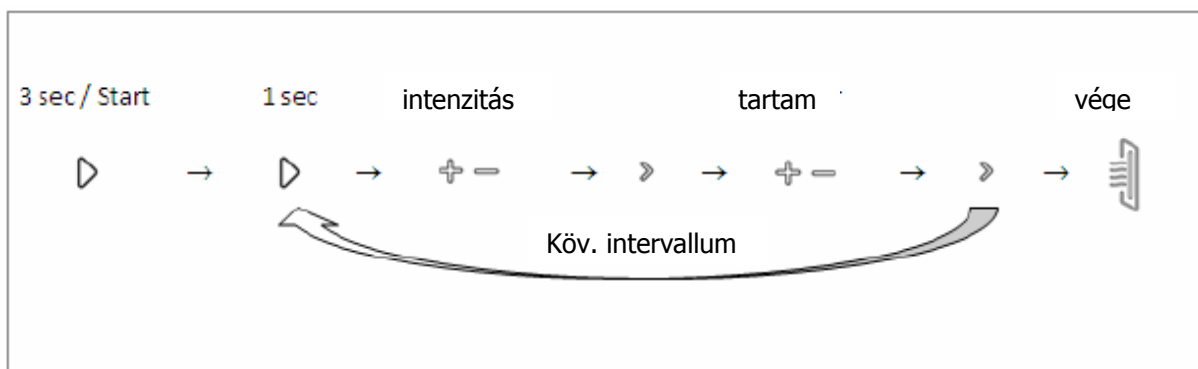 3 sec / Start 1 sec intenzitás tartam vége
Köv. intervallum